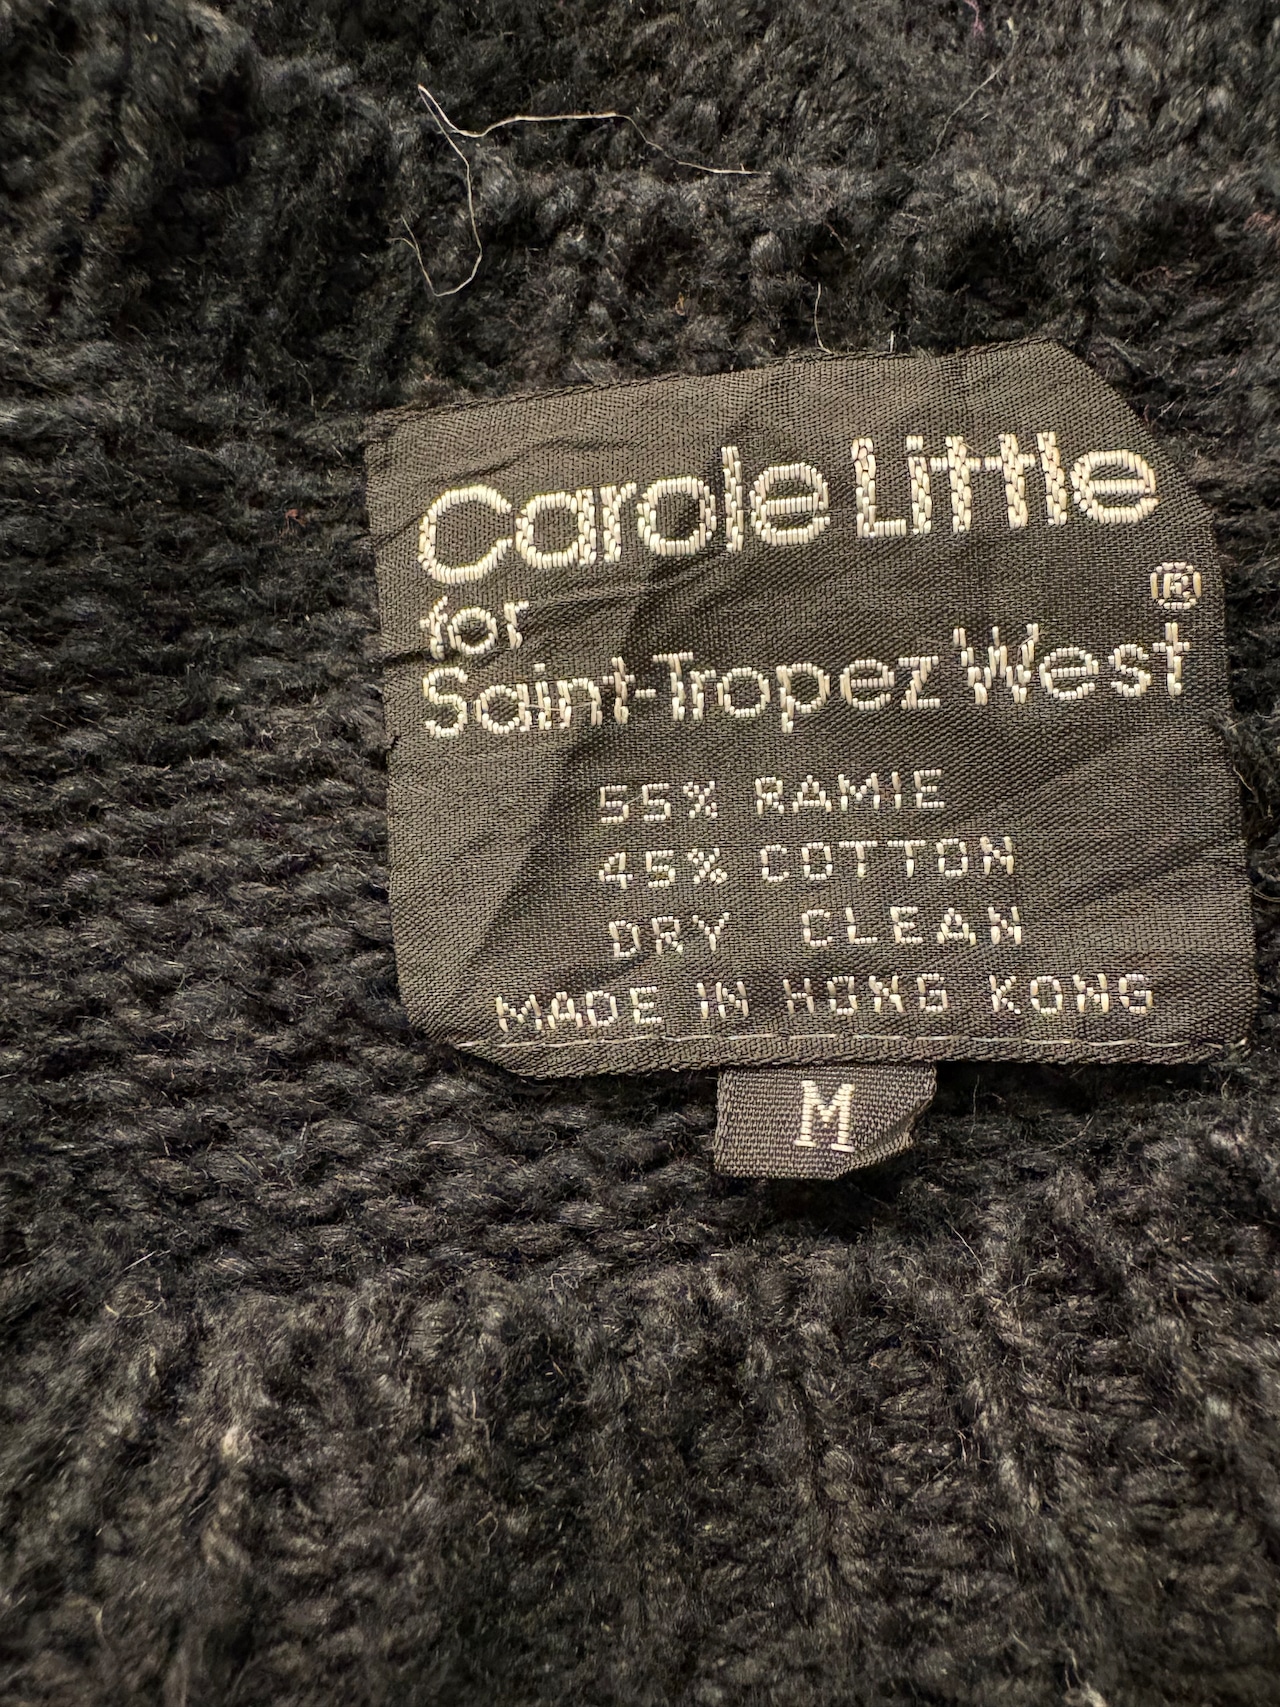 Carole Little
for ®
Saint-Tropez West
55% RAMIE
45% COTTON
DRY CLEAN
MADE IN HONG KONG
M